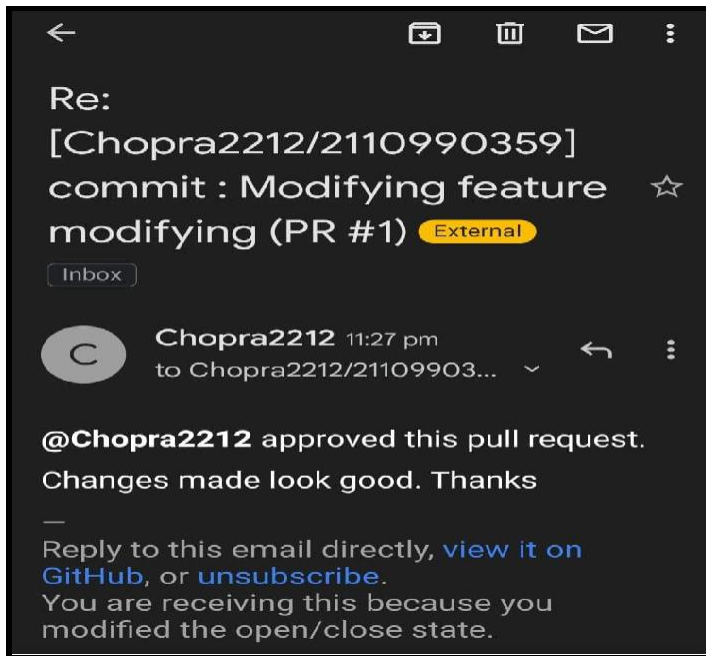 Re:
[Chopra2212/2110990359]
commit : Modifying feature
modifying (PR #1) External
Inbox
C
Chopra2212 11:27 pm
to Chopra2212/21109903...
@Chopra2212 approved this pull request.
Changes made look good. Thanks
—
Reply to this email directly, view it on
GitHub, or unsubscribe.
You are receiving this because you
modified the open/close state.